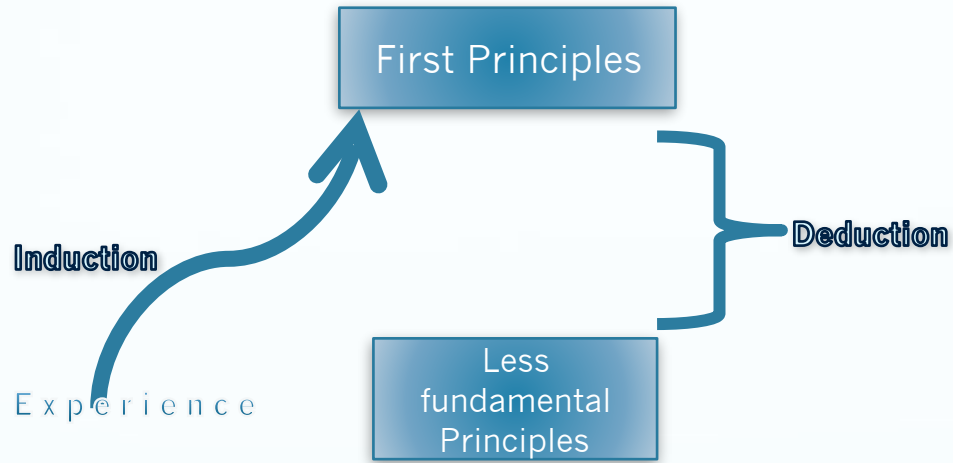 First Principles
Induction
Deduction
Experience
Less
fundamental
Principles